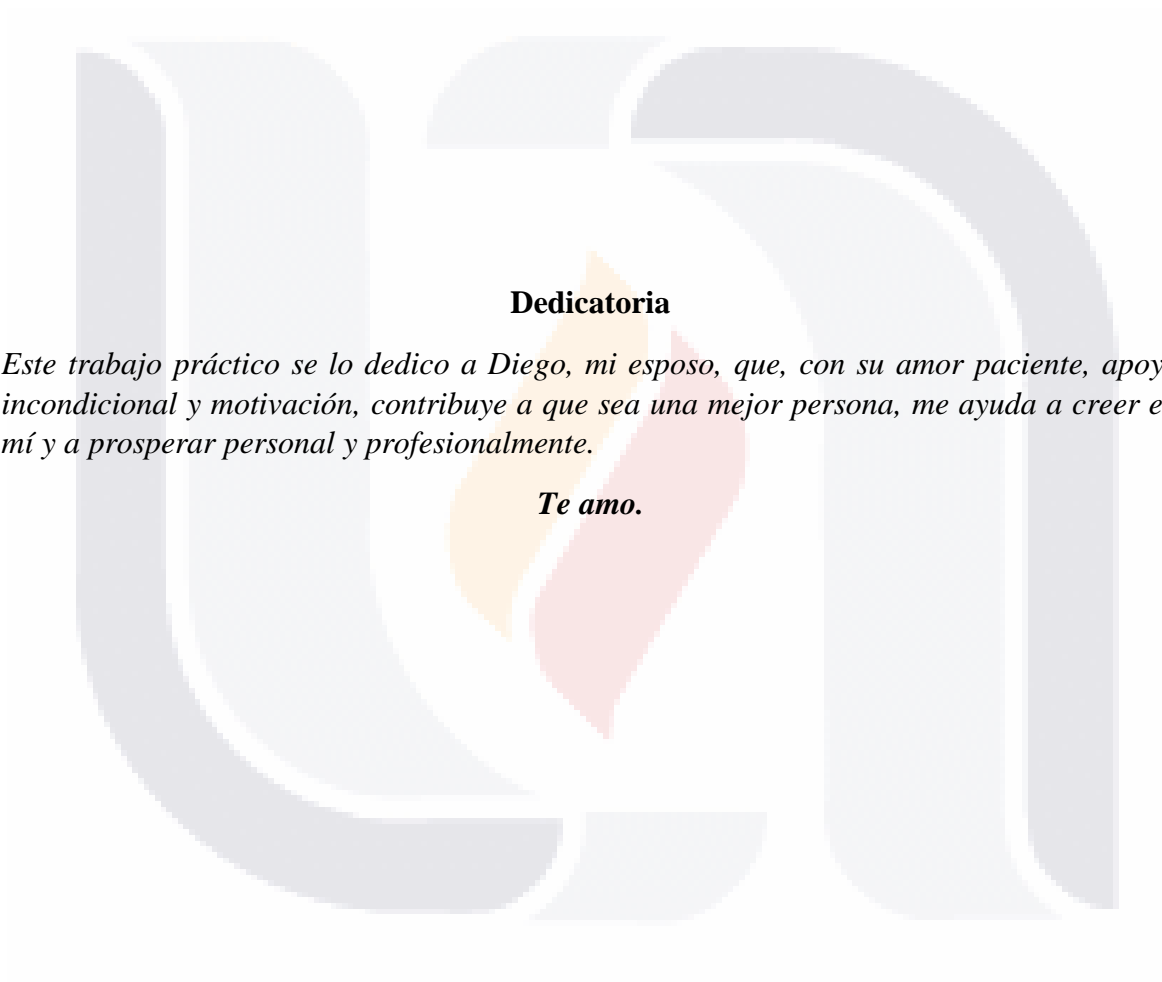 Dedicatoria
Este trabajo práctico se lo dedico a Diego, mi esposo, que, con su amor paciente, apoy
incondicional y motivación, contribuye a que sea una mejor persona, me ayuda a creer e
mí y a prosperar personal y profesionalmente.
Te amo.